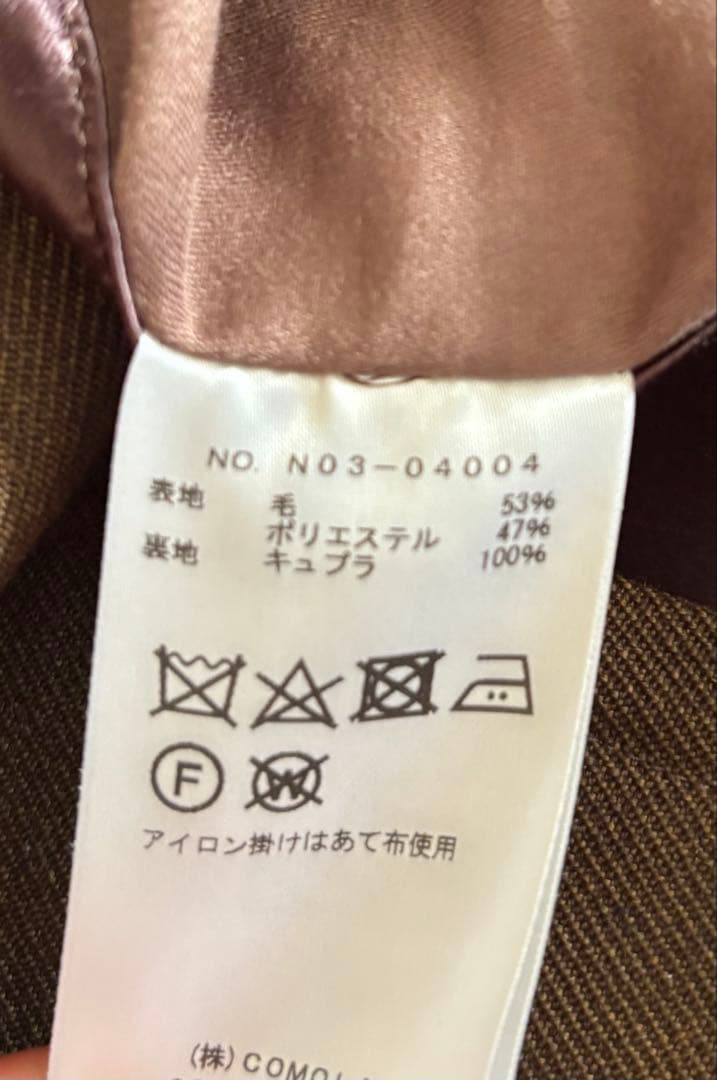 NO. N03-04004
表地 毛 53%
ポリエステル 47%
裏地 キュプラ 100%
F
W
アイロン掛けはあて布使用
(株)